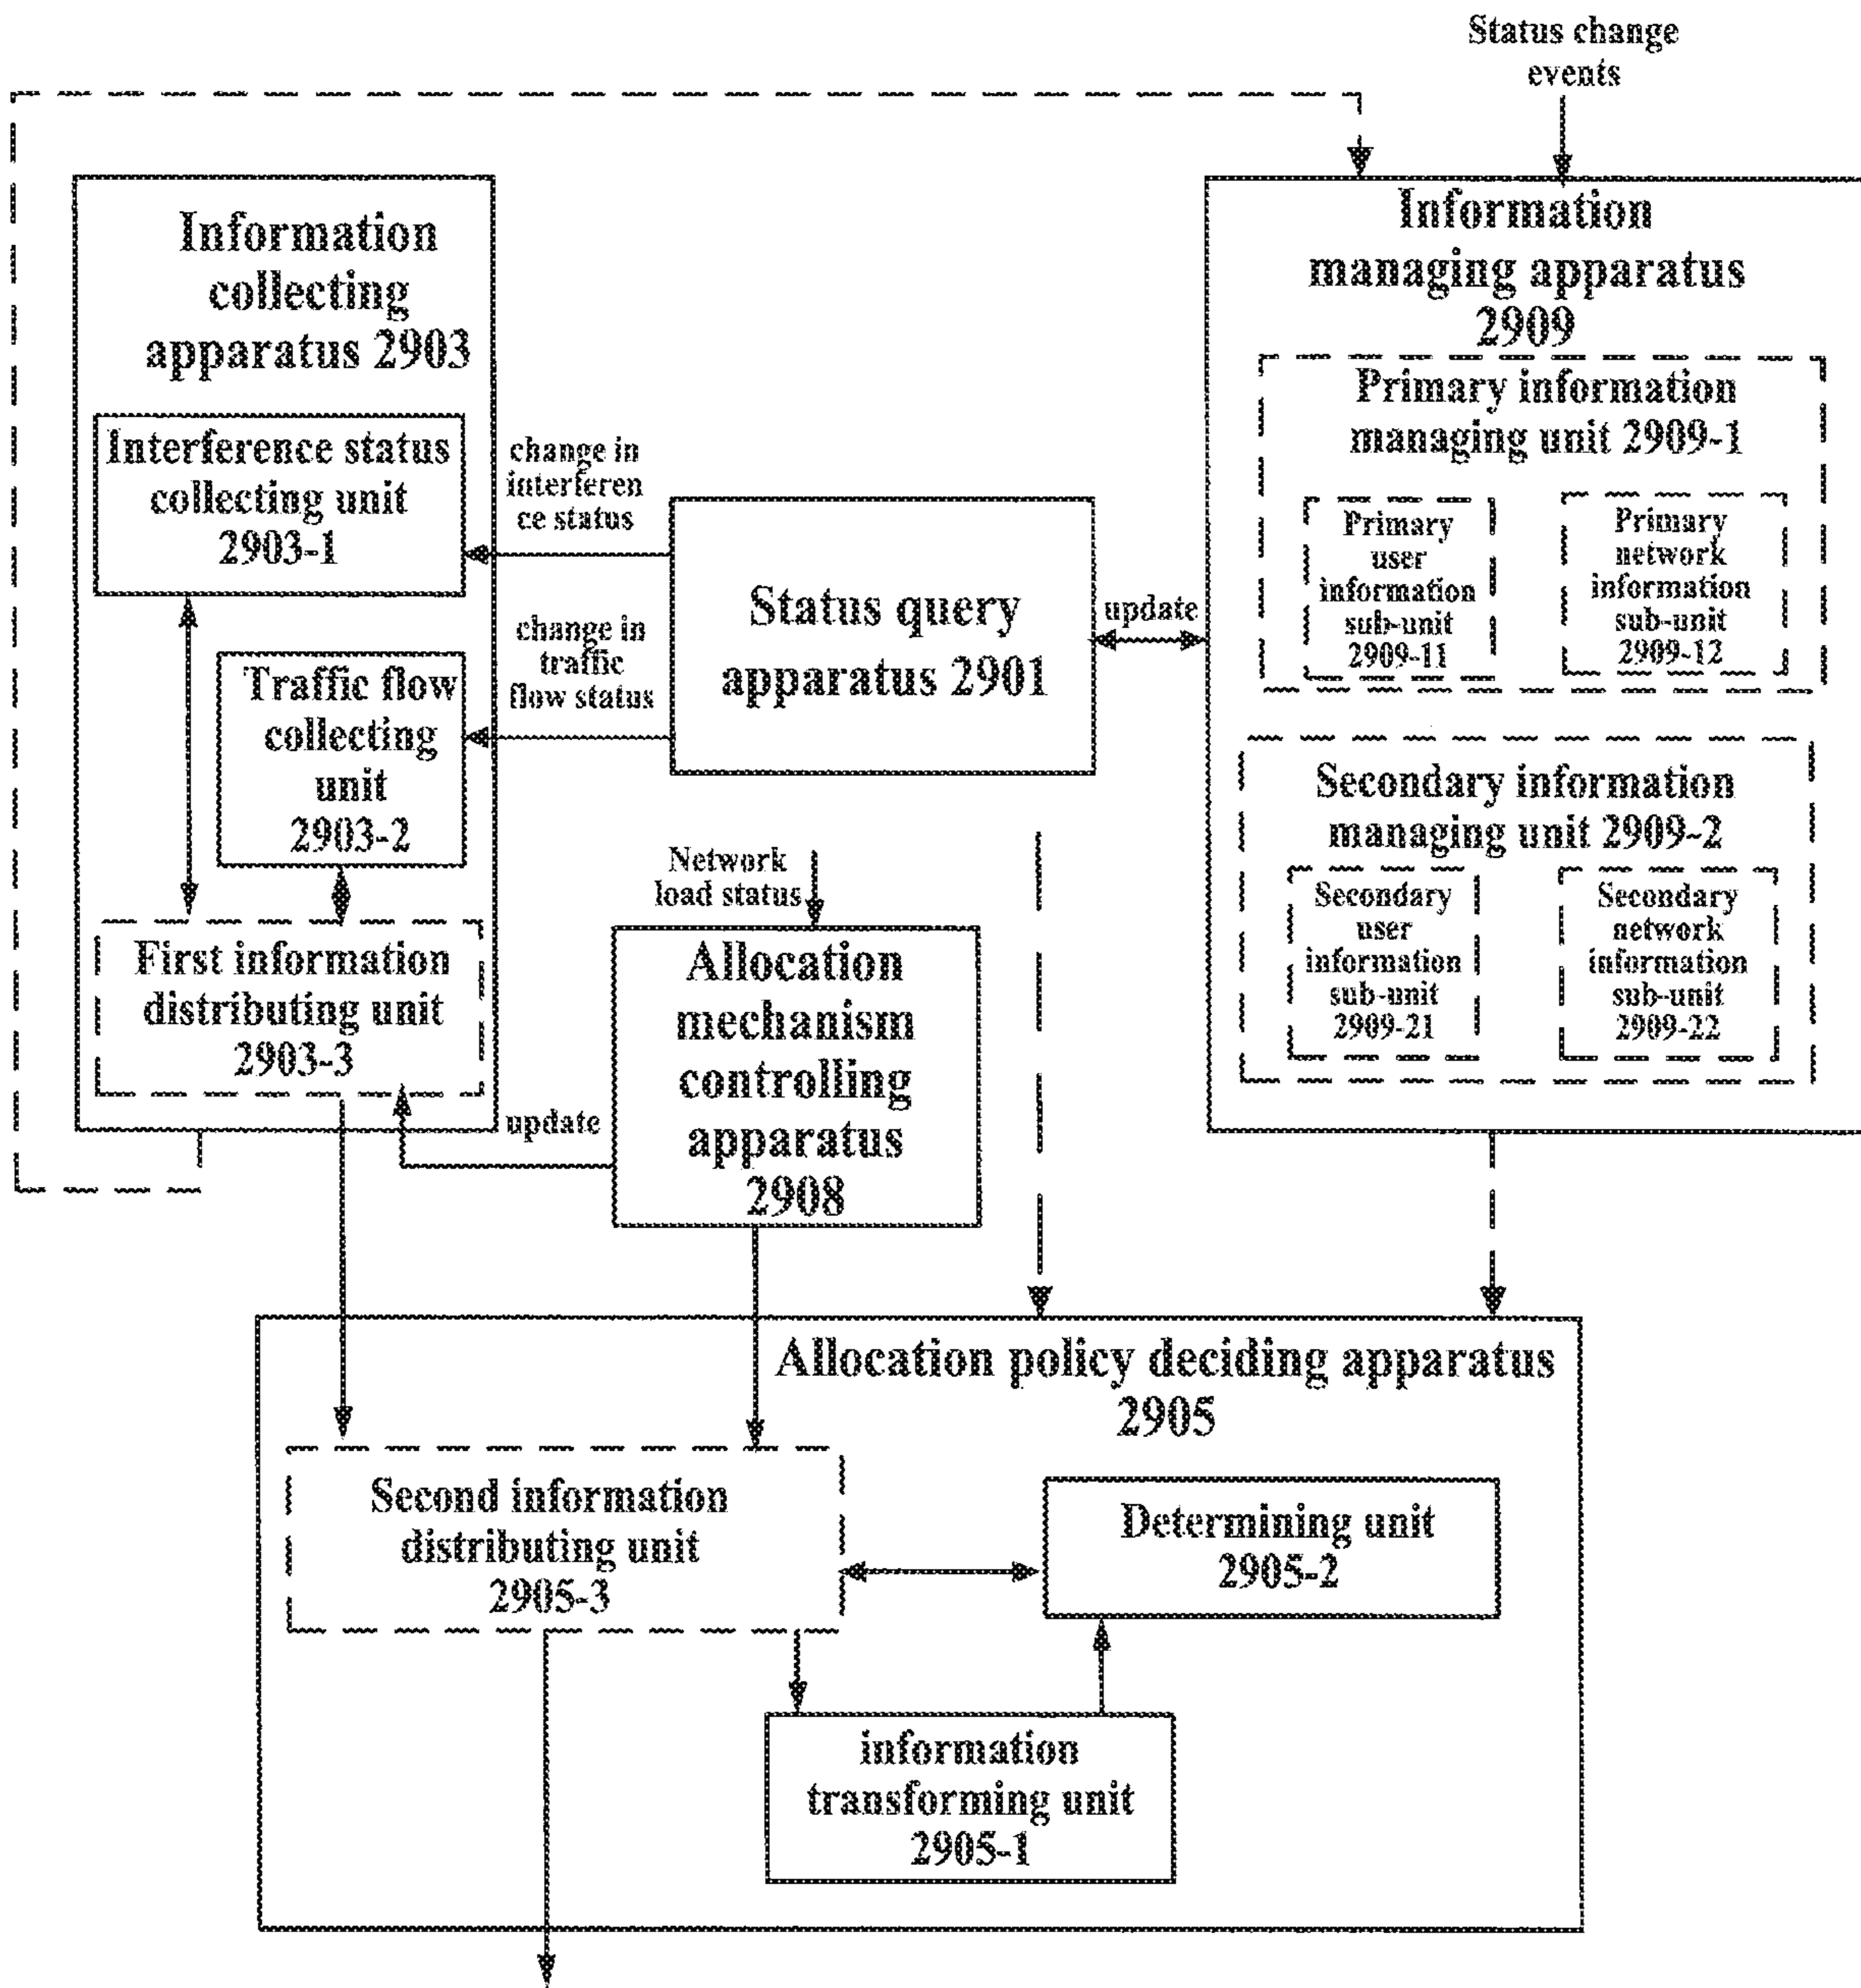 Status change
events
Information
collecting
apparatus 2903
Interference status
collecting unit
2903-1
Traffic flow
collecting
unit
2903-2
First information
distributing unit
2903-3
change in
interferen
ce status
change in
traffic
flow status
Status query
apparatus 2901
update
Information
managing apparatus
2909
Primary information
managing unit 2909-1
Primary
user
information
sub-unit
2909-11
Primary
network
information
sub-unit
2909-12
Secondary information
managing unit 2909-2
Secondary
user
information
sub-unit
2909-21
Secondary
network
information
sub-unit
2909-22
Network
load status
Allocation
mechanism
controlling
apparatus
2908
update
Allocation policy deciding apparatus
2905
Second information
distributing unit
2905-3
Determining unit
2905-2
information
transforming unit
2905-1